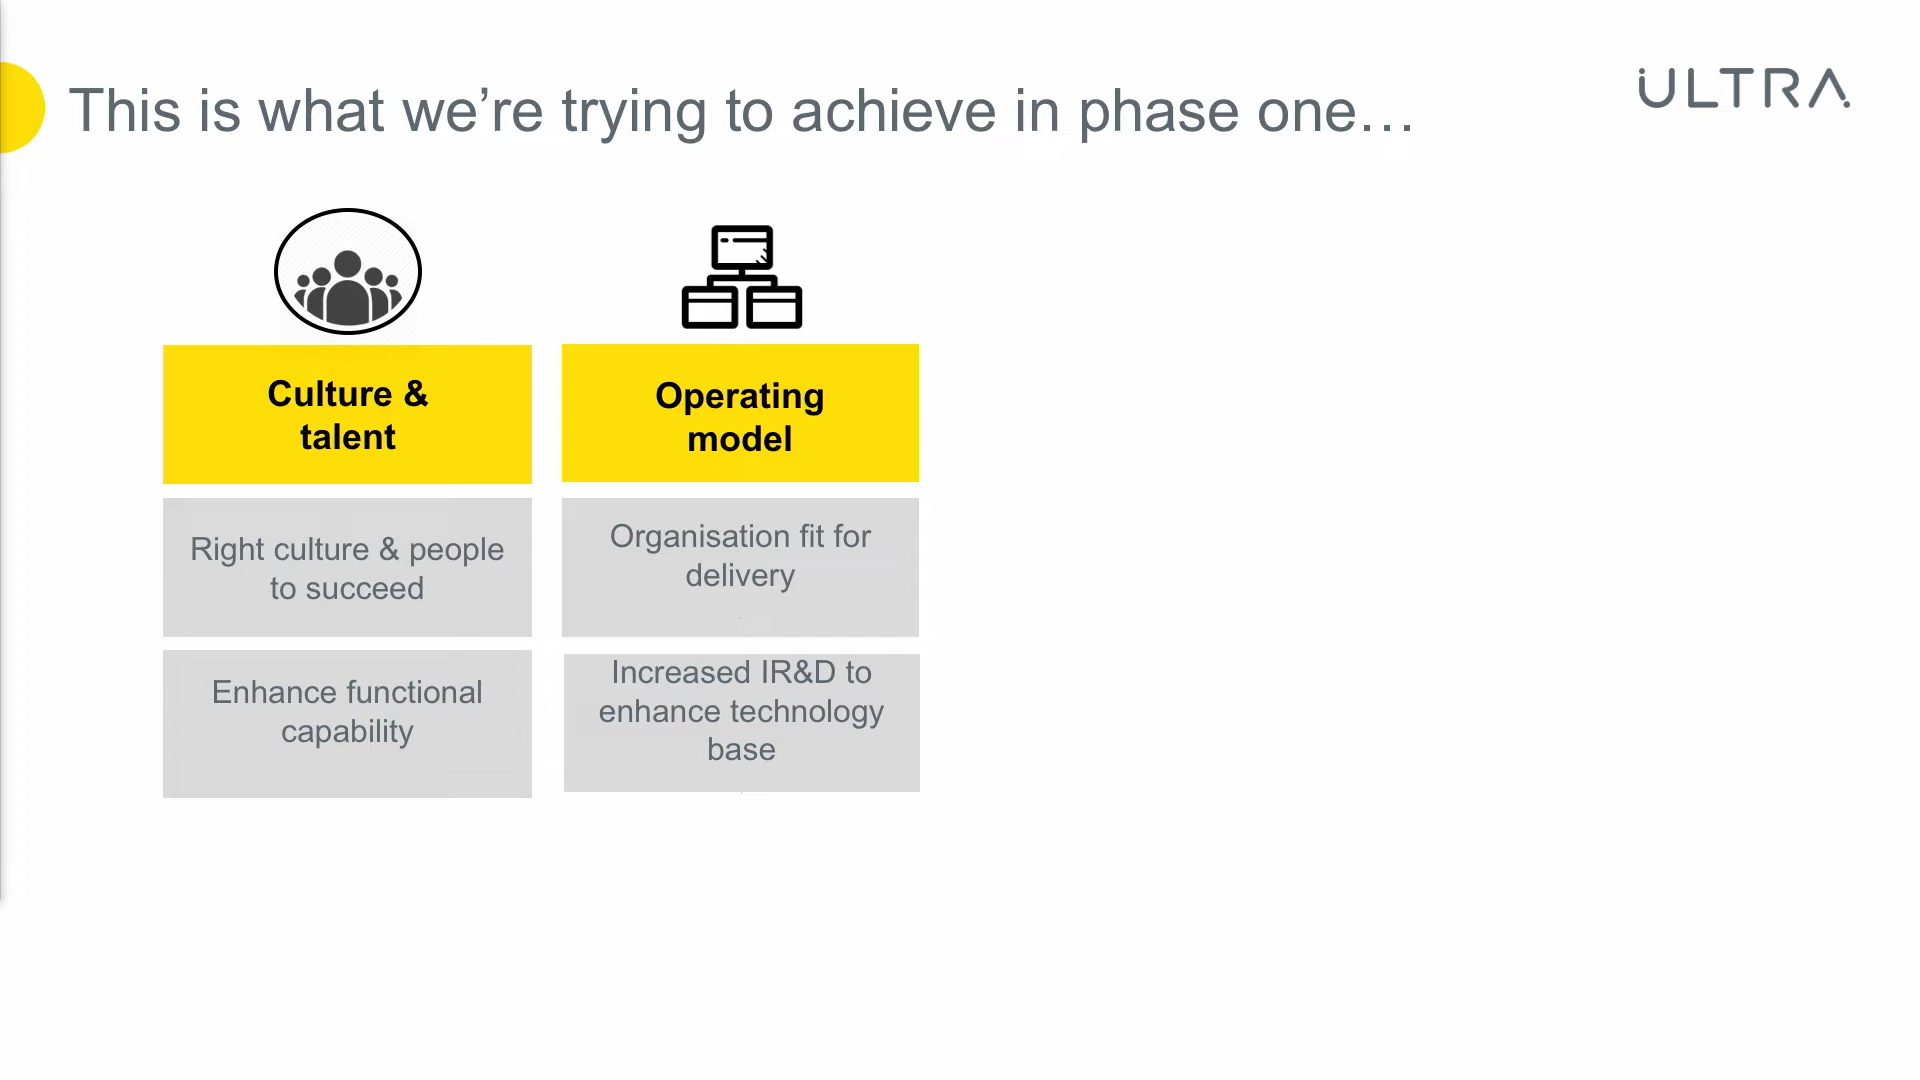 This is what we’re trying to achieve in phase one…
ULTRA
Culture &
talent
Operating
model
Right culture & people
to succeed
Organisation fit for
delivery
Enhance functional
capability
Increased IR&D to
enhance technology
base